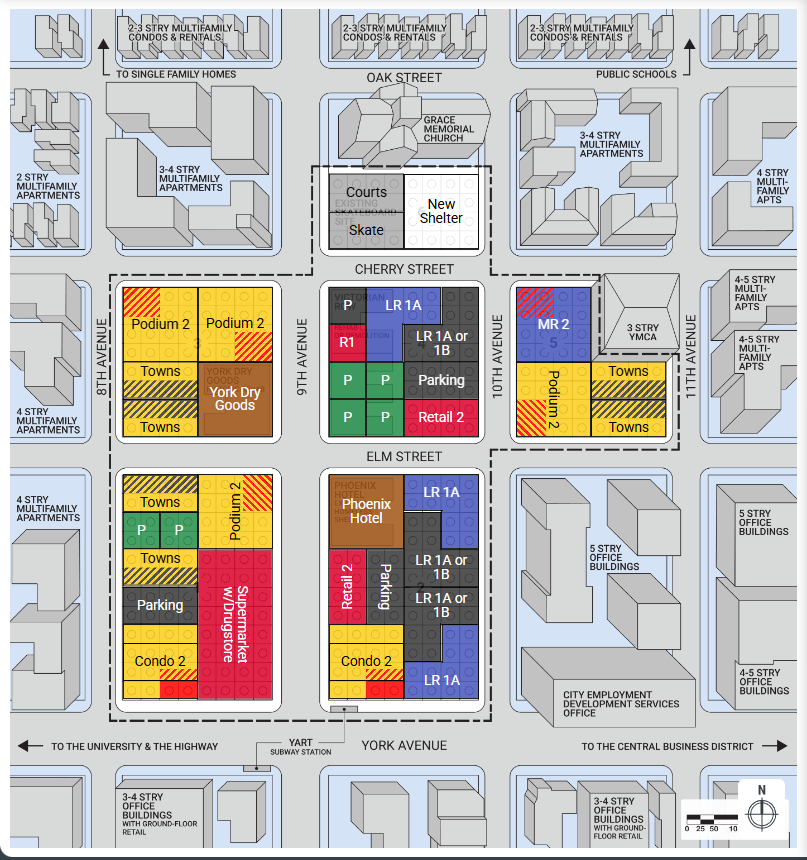 2-3 STRY MULTIFAMILY
CONDOS & RENTALS
2-3 STRY MULTIFAMILY
CONDOS & RENTALS
2-3 STRY MULTIFAMILY
CONDOS & RENTALS
TO SINGLE FAMILY HOMES
OAK STREET
PUBLIC SCHOOLS
GRACE
MEMORIAL
CHURCH
3-4 STRY
MULTIFAMILY
APARTMENTS
2 STRY
MULTIFAMILY
APARTMENTS
3-4 STRY
MULTIFAMILY
APARTMENTS
4 STRY
MULTI-
FAMILY
APTS
Courts
EXISTING
SKATEBOARD
SITE
Skate
New
Shelter
CHERRY STREET
4-5 STRY
MULTI-
FAMILY
APTS
8TH AVENUE
9TH AVENUE
10TH AVENUE
11TH AVENUE
Podium 2
Podium 2
3
Towns
Towns
YORK DRY
GOODS
York Dry
Goods
P
VICTORIAN
LR 1A
R1
OR DEMOLITION
LR 1A or
1B
P
P
Parking
P
P
Retail 2
MR 2
5
3 STRY
YMCA
Podium 2
Towns
Towns
4-5 STRY
MULTI-
FAMILY
APTS
4 STRY
MULTIFAMILY
APARTMENTS
ELM STREET
4 STRY
MULTIFAMILY
APARTMENTS
Towns
Podium 2
P
P
Towns
Parking
Supermarket
w/Drugstore
Condo 2
PHOENIX
HOTEL
Phoenix
Hotel
LR 1A
LR 1A or
1B
Retail 2
Parking
LR 1A or
1B
Condo 2
LR 1A
5 STRY
OFFICE
BUILDINGS
5 STRY
OFFICE
BUILDINGS
4-5 STRY
OFFICE
BUILDINGS
CITY EMPLOYMENT
DEVELOPMENT SERVICES
OFFICE
TO THE UNIVERSITY & THE HIGHWAY
YART
SUBWAY STATION
YORK AVENUE
TO THE CENTRAL BUSINESS DISTRICT
3-4 STRY
OFFICE
BUILDINGS
WITH GROUND-FLOOR
RETAIL
3-4 STRY
OFFICE
BUILDINGS
WITH GROUND-
FLOOR
RETAIL
N
0 25 50 10